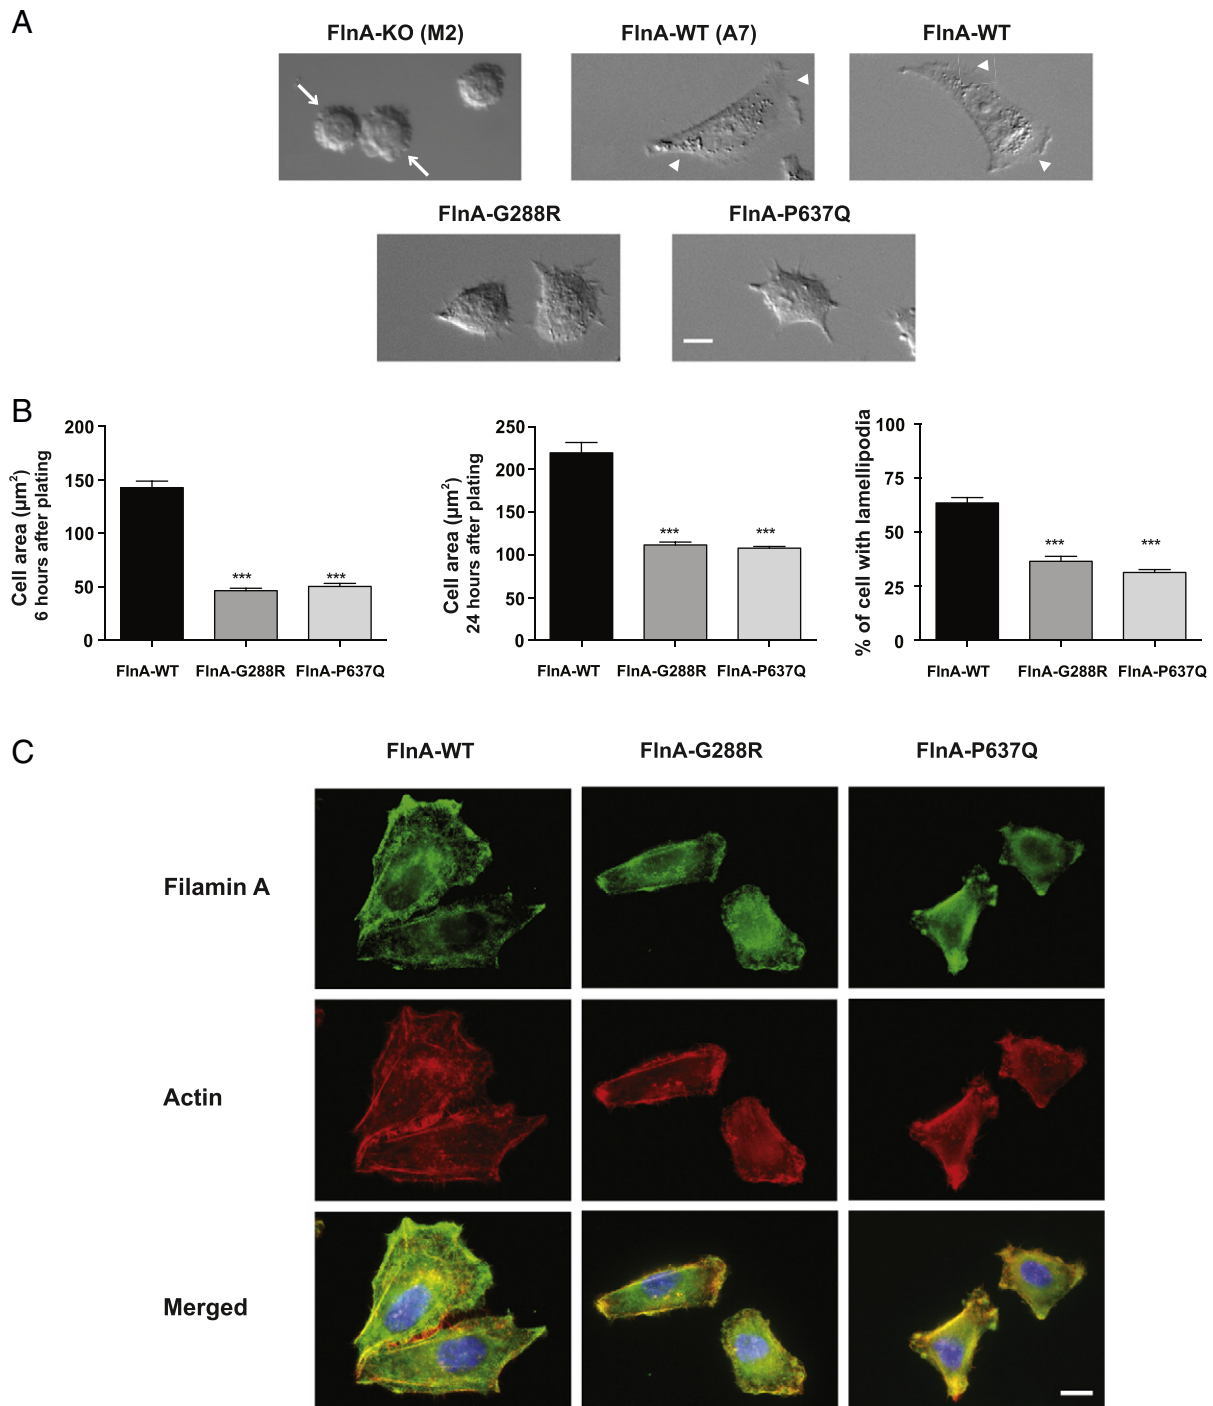 A
FlnA-KO (M2)
FlnA-WT (A7)
FlnA-WT
FlnA-G288R
FlnA-P637Q
B
Cell area (μm²)
6 hours after plating
200
150
100
50
0
***
***
FlnA-WT
FlnA-G288R
FlnA-P637Q
Cell area (μm²)
24 hours after plating
250
200
150
100
50
0
***
***
FlnA-WT
FlnA-G288R
FlnA-P637Q
% of cell with lamellipodia
100
75
50
25
0
***
***
FlnA-WT
FlnA-G288R
FlnA-P637Q
C
FlnA-WT
FlnA-G288R
FlnA-P637Q
Filamin A
Actin
Merged